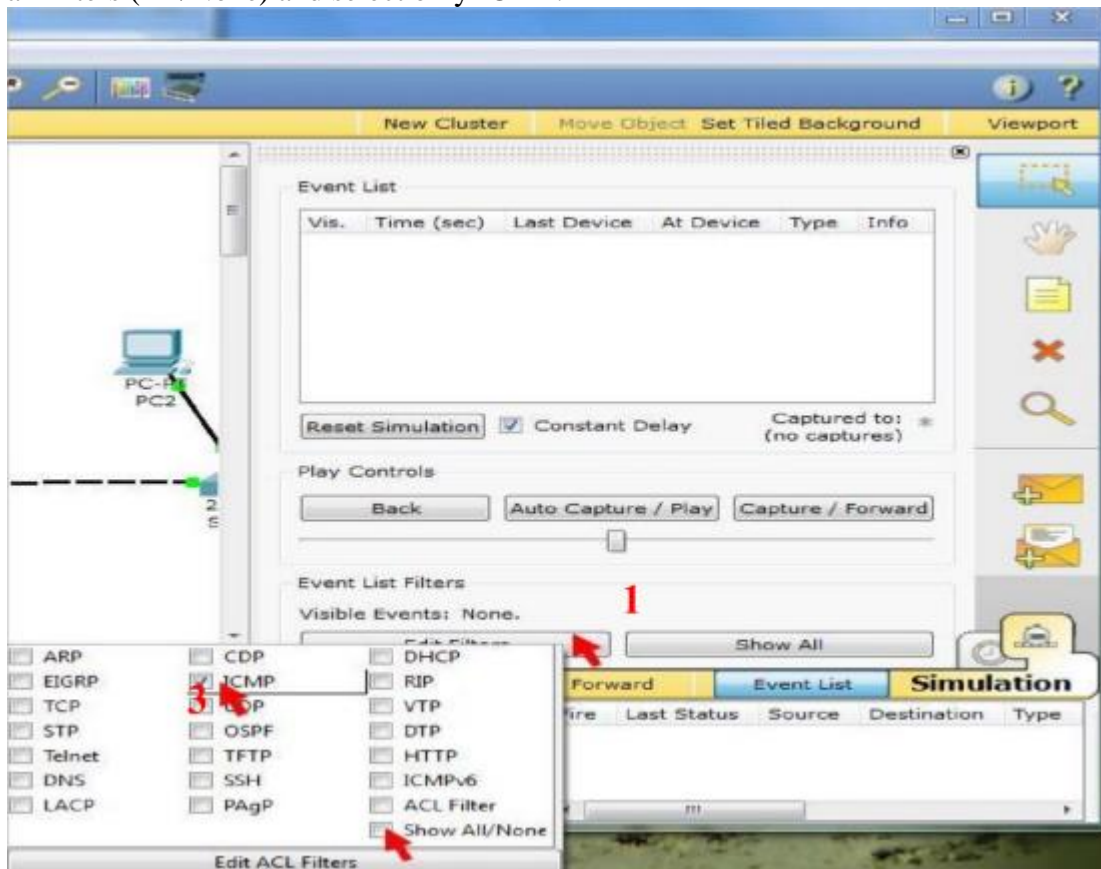 New Cluster Move Object Set Tiled Background Viewport
Event List
Vis. Time (sec) Last Device At Device Type Info
PC2
Reset Simulation Constant Delay Captured to: *
(no captures)
Play Controls
Back Auto Capture / Play Capture / Forward
Event List Filters
1
Visible Events: None.
Show All
ARP CDP DHCP
EIGRP ICMP RIP
3
TCP VTP
STP OSPF DTP
Telnet TFTP HTTP
DNS SSH ICMPv6
LACP PAgP ACL Filter
Show All/None
Edit ACL Filters
Forward Event List Simulation
Last Status Source Destination Type